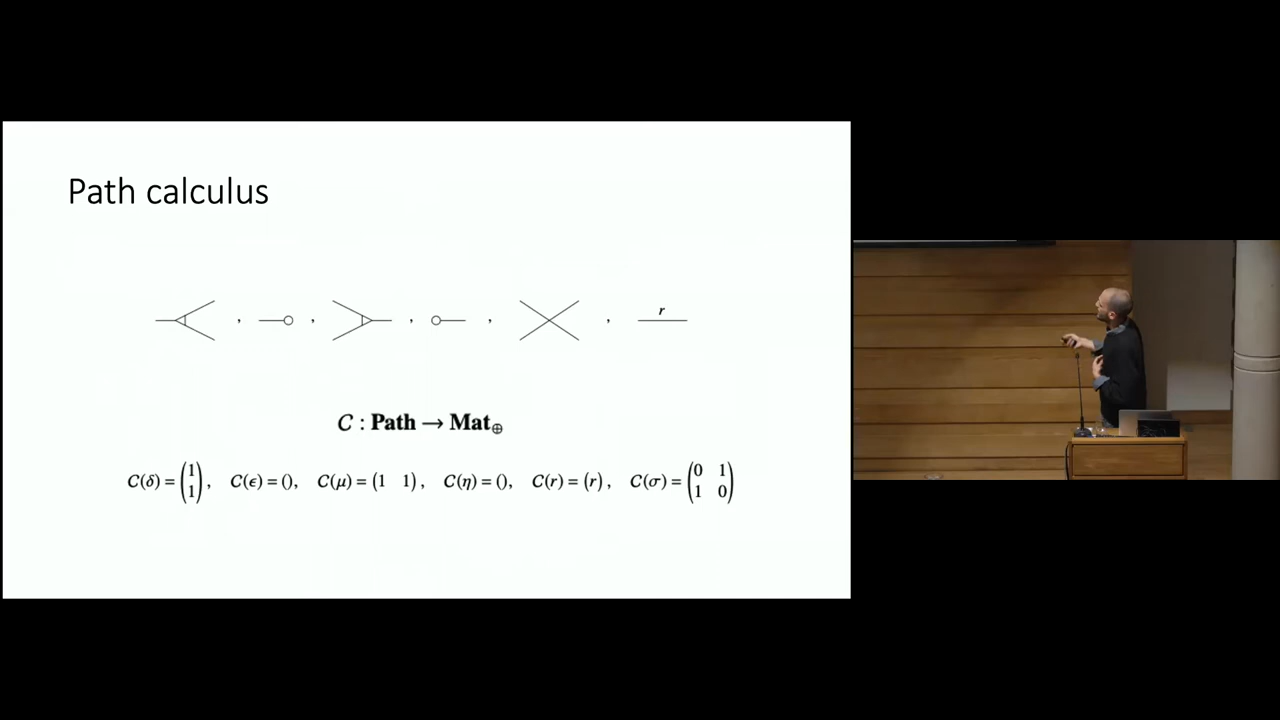 Path calculus
, , , , , r
C : Path → Mat⊕
C(δ) = (1 1), C(ϵ) = (), C(μ) = (1 1), C(η) = (), C(r) = (r), C(σ) = (0 1 1 0)